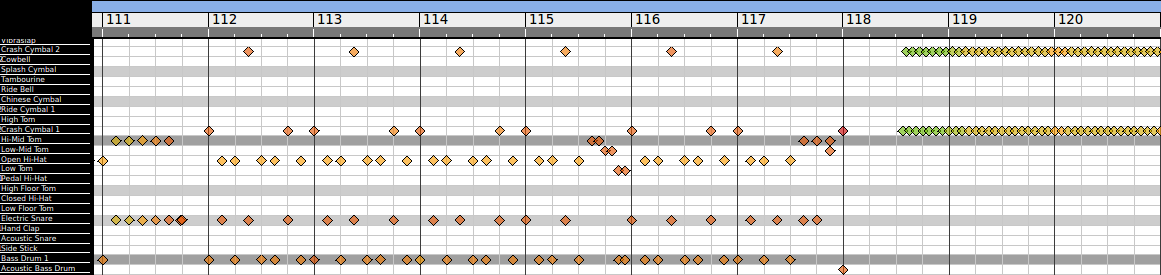 111 112 113 114 115 116 117 118 119 120
Vibraslap
Crash Cymbal 2
Cowbell
Splash Cymbal
Tambourine
Ride Bell
Chinese Cymbal
Ride Cymbal 1
High Tom
Crash Cymbal 1
Hi-Mid Tom
Low-Mid Tom
Open Hi-Hat
Low Tom
Pedal Hi-Hat
High Floor Tom
Closed Hi-Hat
Low Floor Tom
Electric Snare
Hand Clap
Acoustic Snare
Side Stick
Bass Drum 1
Acoustic Bass Drum